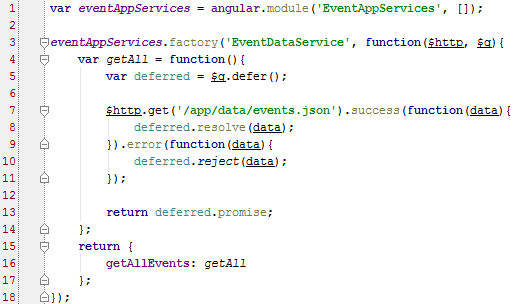 1 var eventAppServices = angular.module('EventAppServices', []);
2
3 eventAppServices.factory('EventDataService', function($http, $q){
4     var getAll = function(){
5         var deferred = $q.defer();
6
7         $http.get('/app/data/events.json').success(function(data){
8             deferred.resolve(data);
9         }).error(function(data){
10             deferred.reject(data);
11         });
12
13         return deferred.promise;
14     };
15     return {
16         getAllEvents: getAll
17     };
18 });